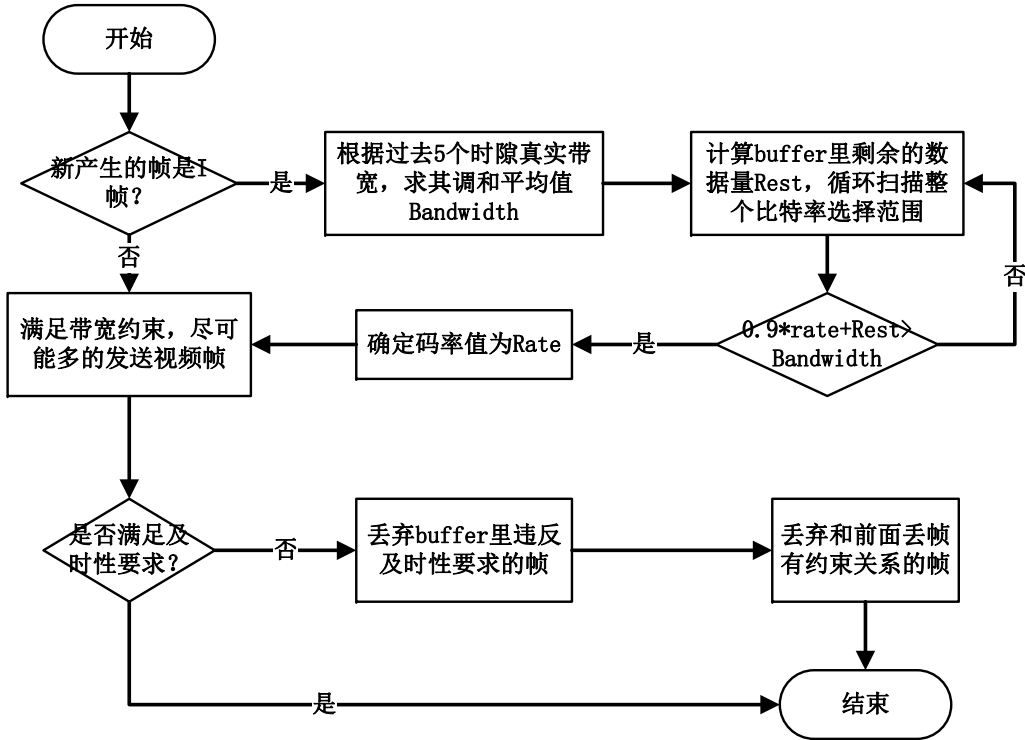 开始
新产生的帧是I
帧?
是
根据过去5个时隙真实带
宽，求其调和平均值
Bandwidth
计算buffer里剩余的数
据量Rest，循环扫描整
个比特率选择范围
否
否
满足带宽约束，尽可
能多的发送视频帧
确定码率值为Rate
是
0.9*rate+Rest>
Bandwidth
是否满足及
时性要求?
否
丢弃buffer里违反
及时性要求的帧
丢弃和前面丢帧
有约束关系的帧
是
结束